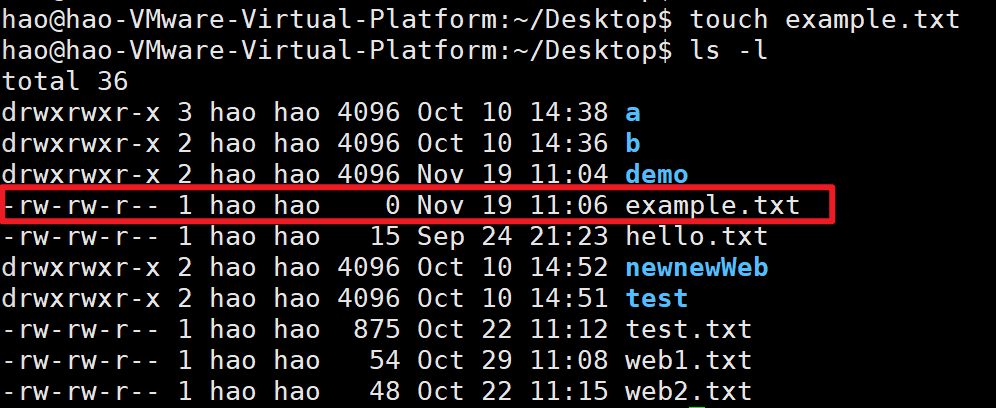 hao@hao-VMware-Virtual-Platform:~/Desktop$ touch example.txt
hao@hao-VMware-Virtual-Platform:~/Desktop$ ls -l
total 36
drwxrwxr-x 3 hao hao 4096 Oct 10 14:38 a
drwxrwxr-x 2 hao hao 4096 Oct 10 14:36 b
drwxrwxr-x 2 hao hao 4096 Nov 19 11:04 demo
-rw-rw-r-- 1 hao hao    0 Nov 19 11:06 example.txt
-rw-rw-r-- 1 hao hao   15 Sep 24 21:23 hello.txt
drwxrwxr-x 2 hao hao 4096 Oct 10 14:52 newnewWeb
drwxrwxr-x 2 hao hao 4096 Oct 10 14:51 test
-rw-rw-r-- 1 hao hao  875 Oct 22 11:12 test.txt
-rw-rw-r-- 1 hao hao   54 Oct 29 11:08 web1.txt
-rw-rw-r-- 1 hao hao   48 Oct 22 11:15 web2.txt